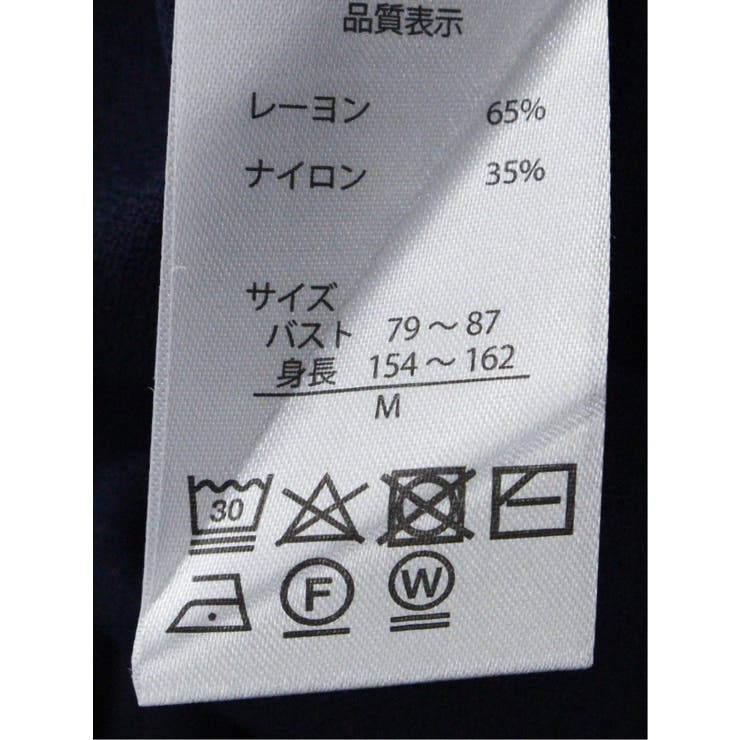 品質表示
レーヨン 65%
ナイロン 35%
サイズ
バスト 79～87
身長 154～162
M
30
F W